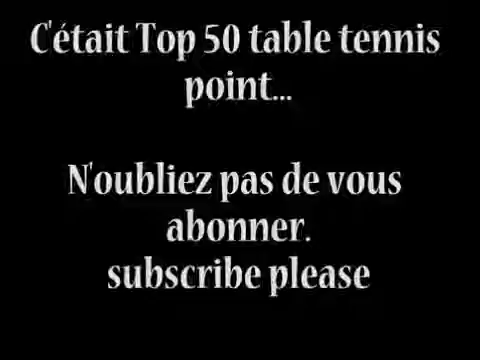 C'était Top 50 table tennis
point...
N'oubliez pas de vous
abonner.
subscribe please